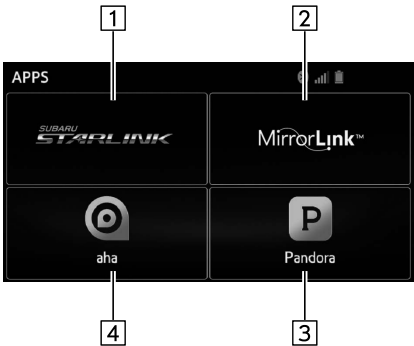 1 2
APPS
SUBARU
STARLINK
MirrorLink™
P
aha
Pandora
4 3